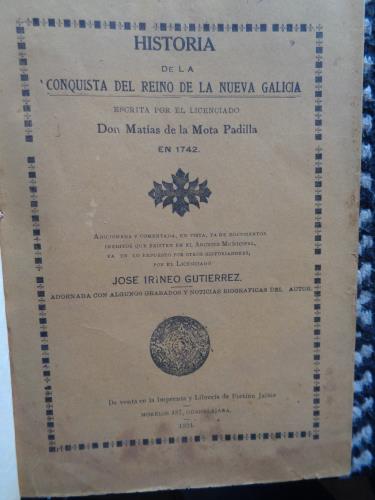 HISTORIA
DE LA
CONQUISTA DEL REINO DE LA NUEVA GALICIA
ESCRITA POR EL LICENCIADO
Don Matías de la Mota Padilla
EN 1742.
ADICIONADA Y COMENTADA, EN VISTA, YA DE DOCUMENTOS
INEDITOS QUE EXISTEN EN EL ARCHIVO MUNICIPAL,
YA DE LO EXPUESTO POR OTROS HISTORIADORES,
POR EL LICENCIADO
JOSE IRINEO GUTIERREZ.
ADORNADA CON ALGUNOS GRABADOS Y NOTICIAS BIOGRAFICAS DEL AUTOR.
De venta en la Imprenta y Librería de Fortino Jaime
MORELOS 457, GUADALAJARA.